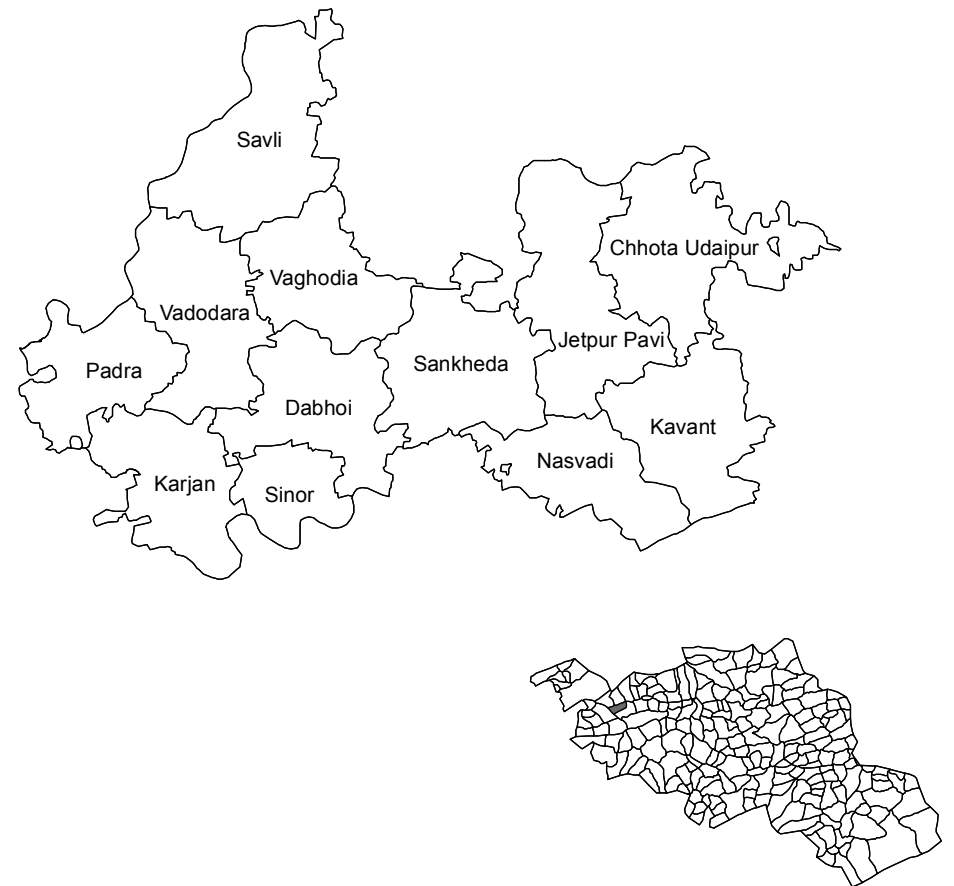 Savli
Chhota Udaipur
Vaghodia
Vadodara
Jetpur Pavi
Sankheda
Padra
Dabhoi
Kavant
Nasvadi
Karjan
Sinor